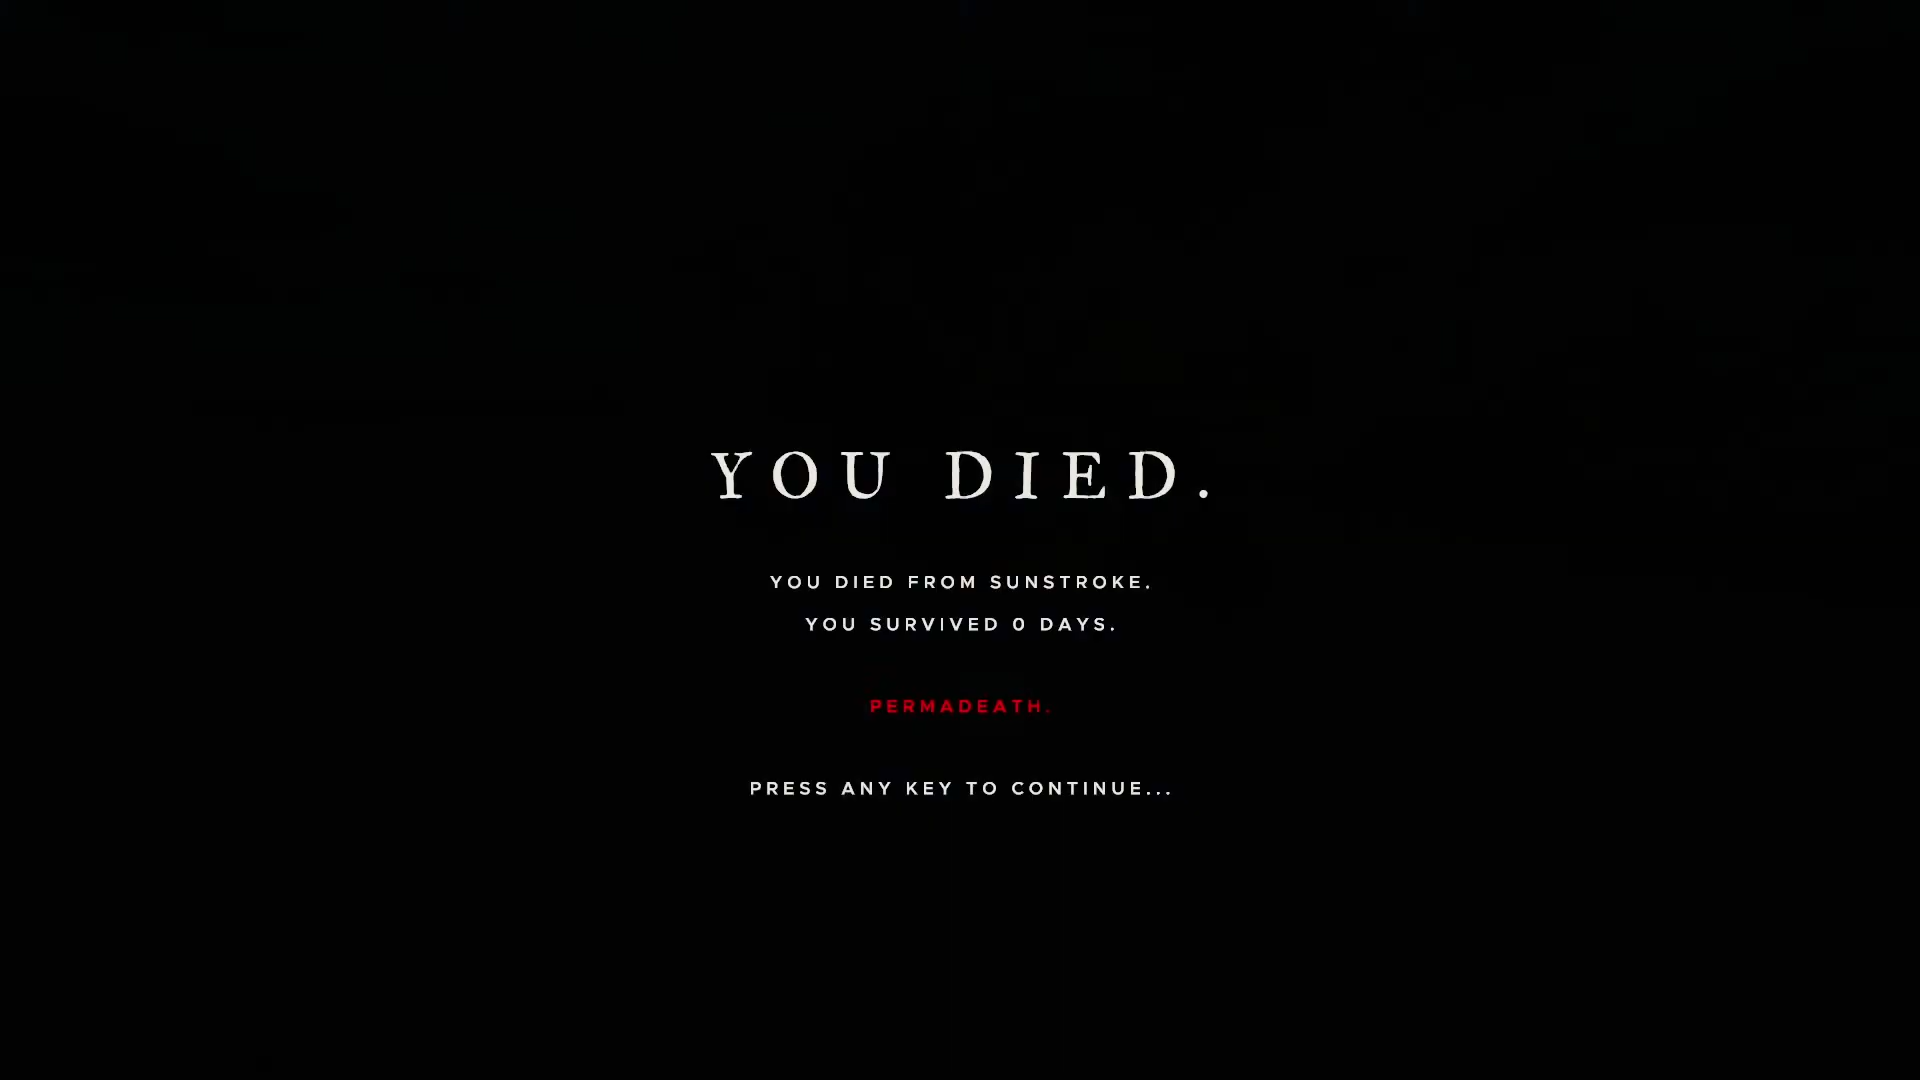 YOU DIED.
YOU DIED FROM SUNSTROKE.
YOU SURVIVED 0 DAYS.
PERMADEATH.
PRESS ANY KEY TO CONTINUE...